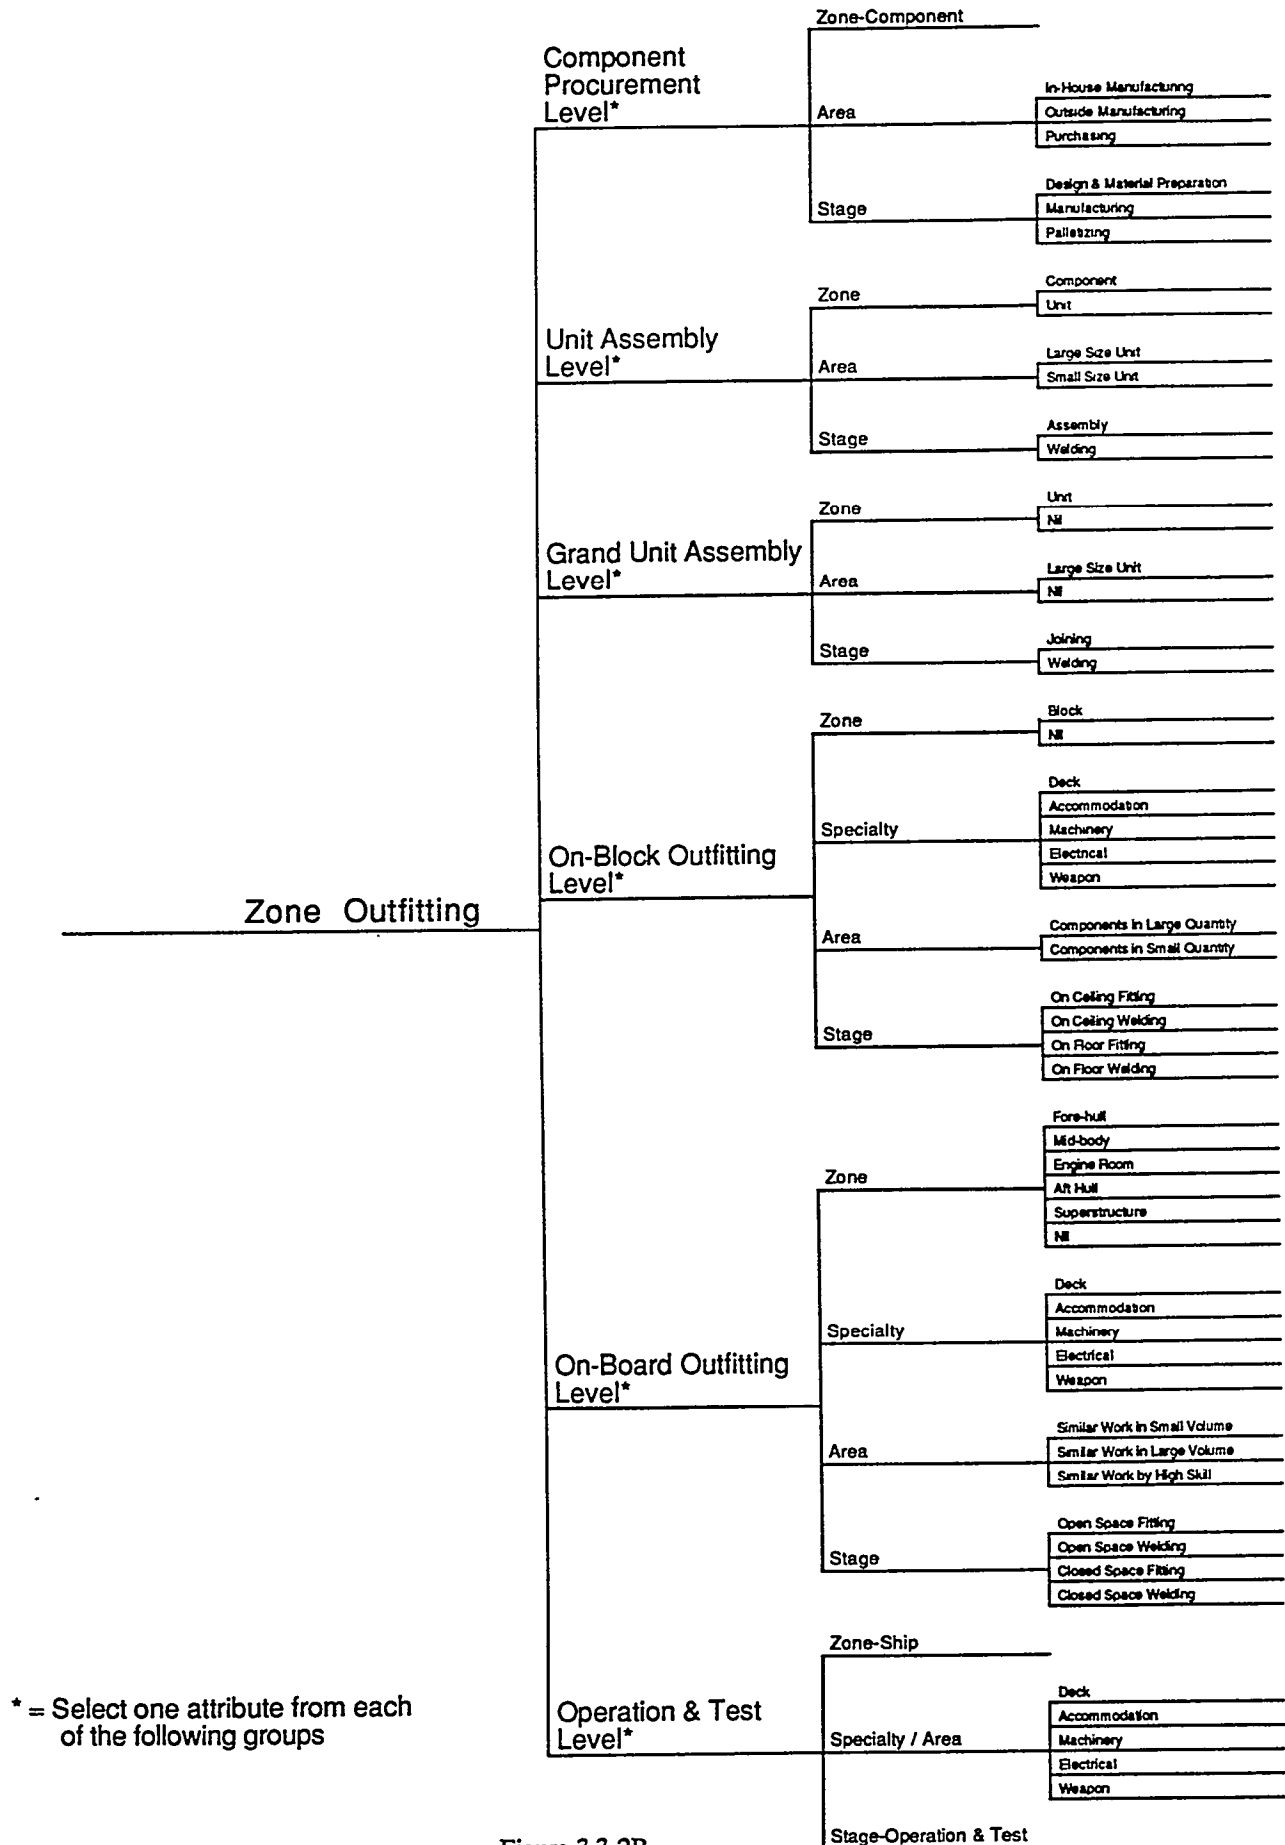 Zone-Component
Component
Procurement
Level*
In-House Manufacturing
Area
Outside Manufacturing
Purchasing
Design & Material Preparation
Stage
Manufacturing
Palletizing
Component
Zone
Unit
Unit Assembly
Level*
Large Size Unit
Area
Small Size Unit
Assembly
Stage
Welding
Unit
Zone
Nil
Grand Unit Assembly
Level*
Large Size Unit
Area
Nil
Joining
Stage
Welding
Block
Zone
Nil
Deck
Accommodation
Specialty
Machinery
Electrical
Weapon
On-Block Outfitting
Level*
Zone Outfitting
Components in Large Quantity
Area
Components in Small Quantity
On Ceiling Fitting
On Ceiling Welding
Stage
On Floor Fitting
On Floor Welding
Fore-hull
Mid-body
Engine Room
Zone
Aft Hull
Superstructure
Nil
Deck
Accommodation
Specialty
Machinery
Electrical
Weapon
On-Board Outfitting
Level*
Similar Work in Small Volume
Area
Similar Work in Large Volume
Similar Work by High Skill
Open Space Fitting
Open Space Welding
Stage
Closed Space Fitting
Closed Space Welding
Zone-Ship
* = Select one attribute from each
of the following groups
Operation & Test
Level*
Deck
Accommodation
Specialty / Area
Machinery
Electrical
Weapon
Stage-Operation & Test